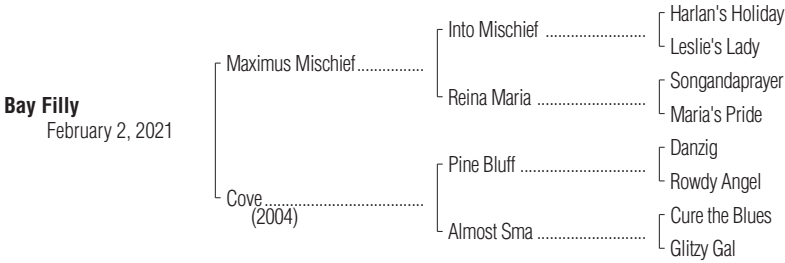 Harlan's Holiday
Into Mischief
Leslie's Lady
Maximus Mischief
Songandaprayer
Reina Maria
Maria's Pride
Bay Filly
February 2, 2021
Danzig
Pine Bluff
Rowdy Angel
Cove
(2004)
Cure the Blues
Almost Sma
Glitzy Gal